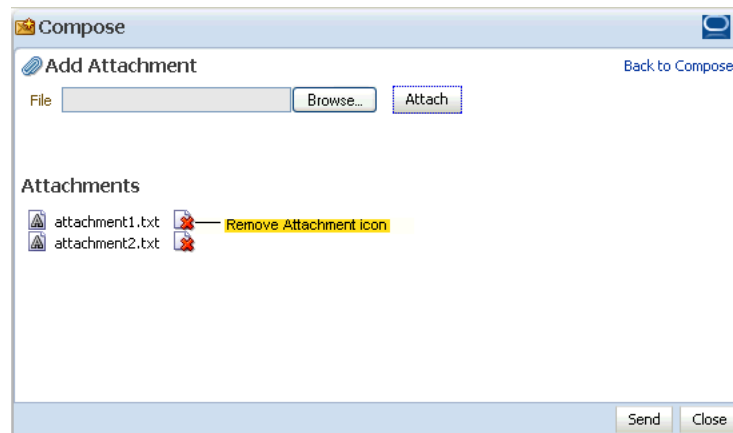 Compose
Add Attachment
Back to Compose
File Browse... Attach
Attachments
attachment1.txt Remove Attachment icon
attachment2.txt
Send Close